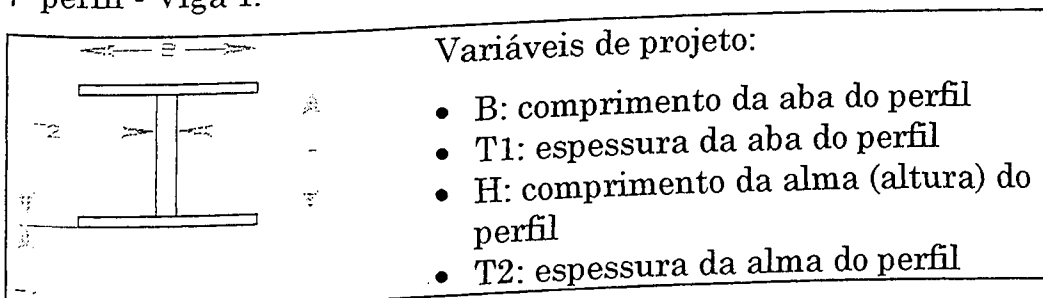 perfil - Viga 1.
Variáveis de projeto:
• B: comprimento da aba do perfil
• T1: espessura da aba do perfil
• H: comprimento da alma (altura) do
perfil
• T2: espessura da alma do perfil